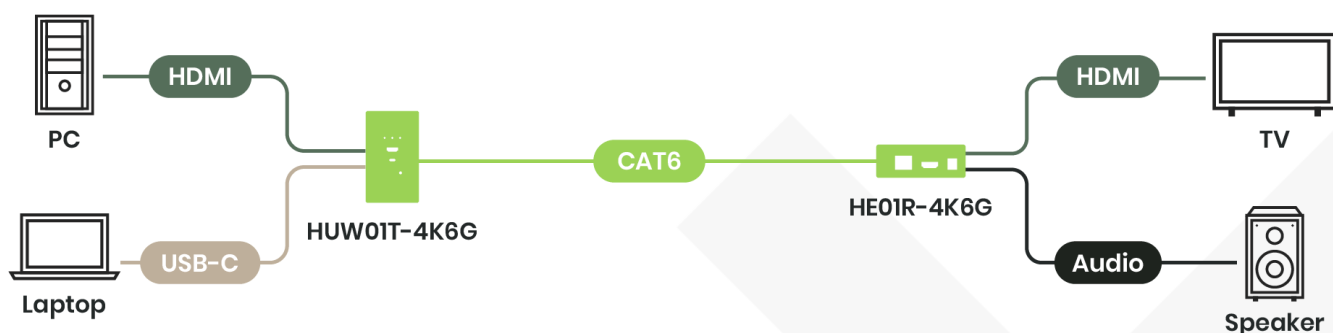 HDMI
PC
HUW01T-4K6G
USB-C
Laptop
CAT6
HE01R-4K6G
HDMI
TV
Audio
Speaker